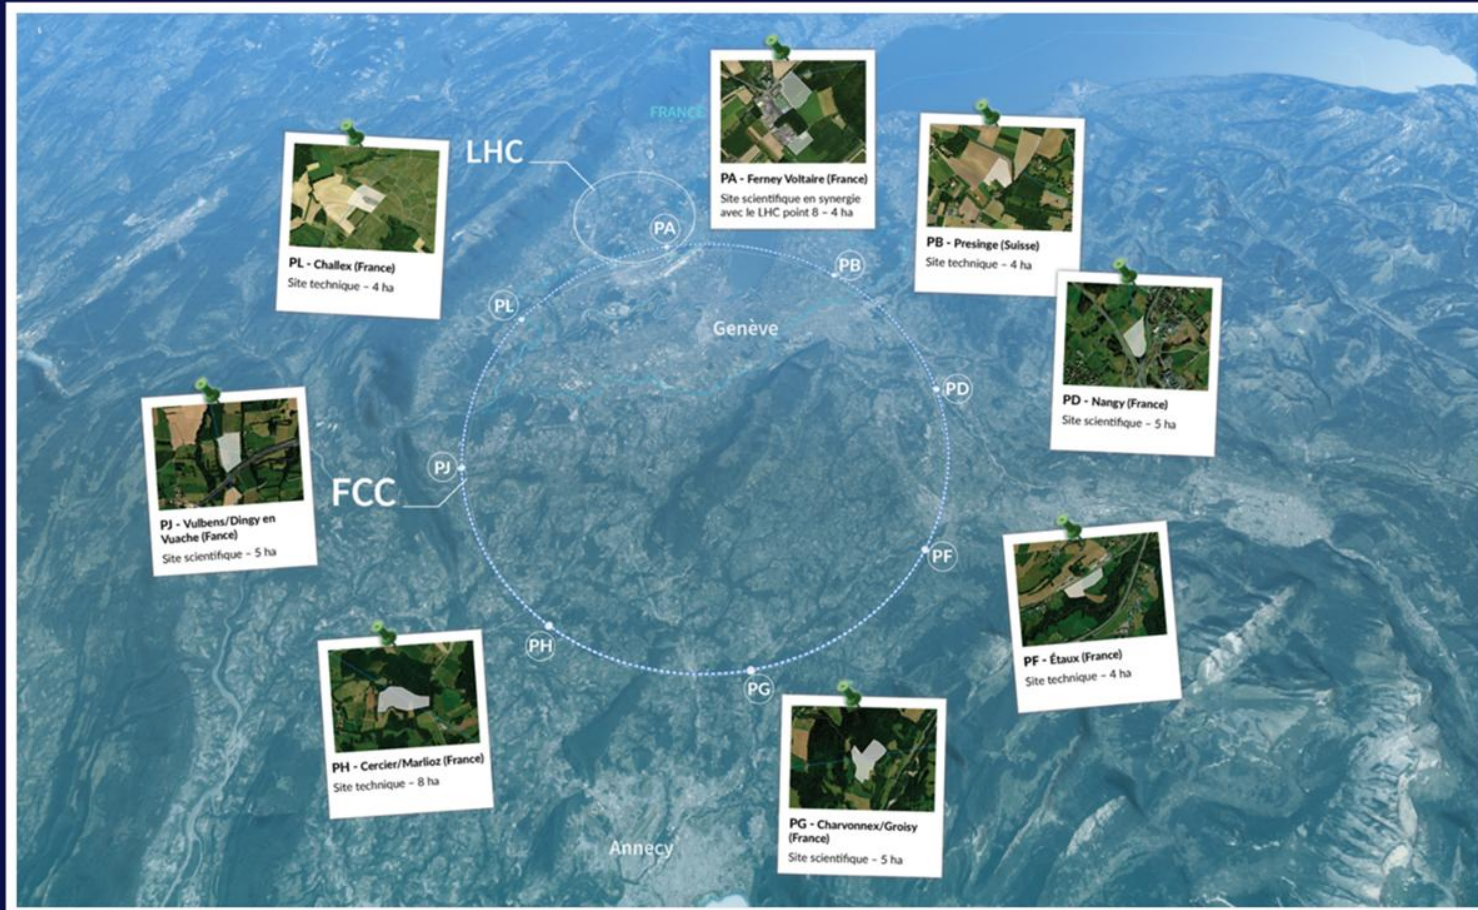 FRANCE
LHC
FCC
Genève
Annecy
PA
PB
PD
PF
PG
PH
PJ
PL
PA - Ferney Voltaire (France)
Site scientifique en synergie
avec le LHC point 8 – 4 ha
PB - Presinge (Suisse)
Site technique – 4 ha
PD - Nangy (France)
Site scientifique – 5 ha
PF - Étaux (France)
Site technique – 4 ha
PG - Charvonnex/Groisy
(France)
Site scientifique – 5 ha
PH - Cercier/Marlioz (France)
Site technique – 8 ha
PJ - Vulbens/Dingy en
Vuache (Fance)
Site scientifique – 5 ha
PL - Challex (France)
Site technique – 4 ha